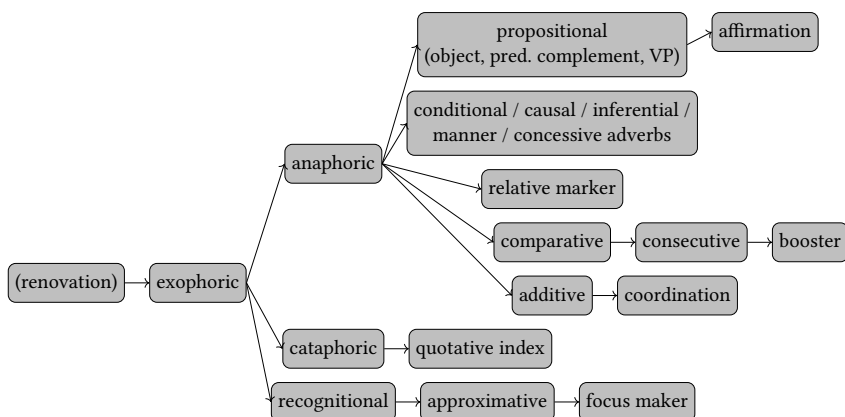 propositional
(object, pred. complement, VP)
affirmation
conditional / causal / inferential /
manner / concessive adverbs
anaphoric
relative marker
comparative
consecutive
booster
(renovation)
exophoric
additive
coordination
cataphoric
quotative index
recognitional
approximative
focus maker